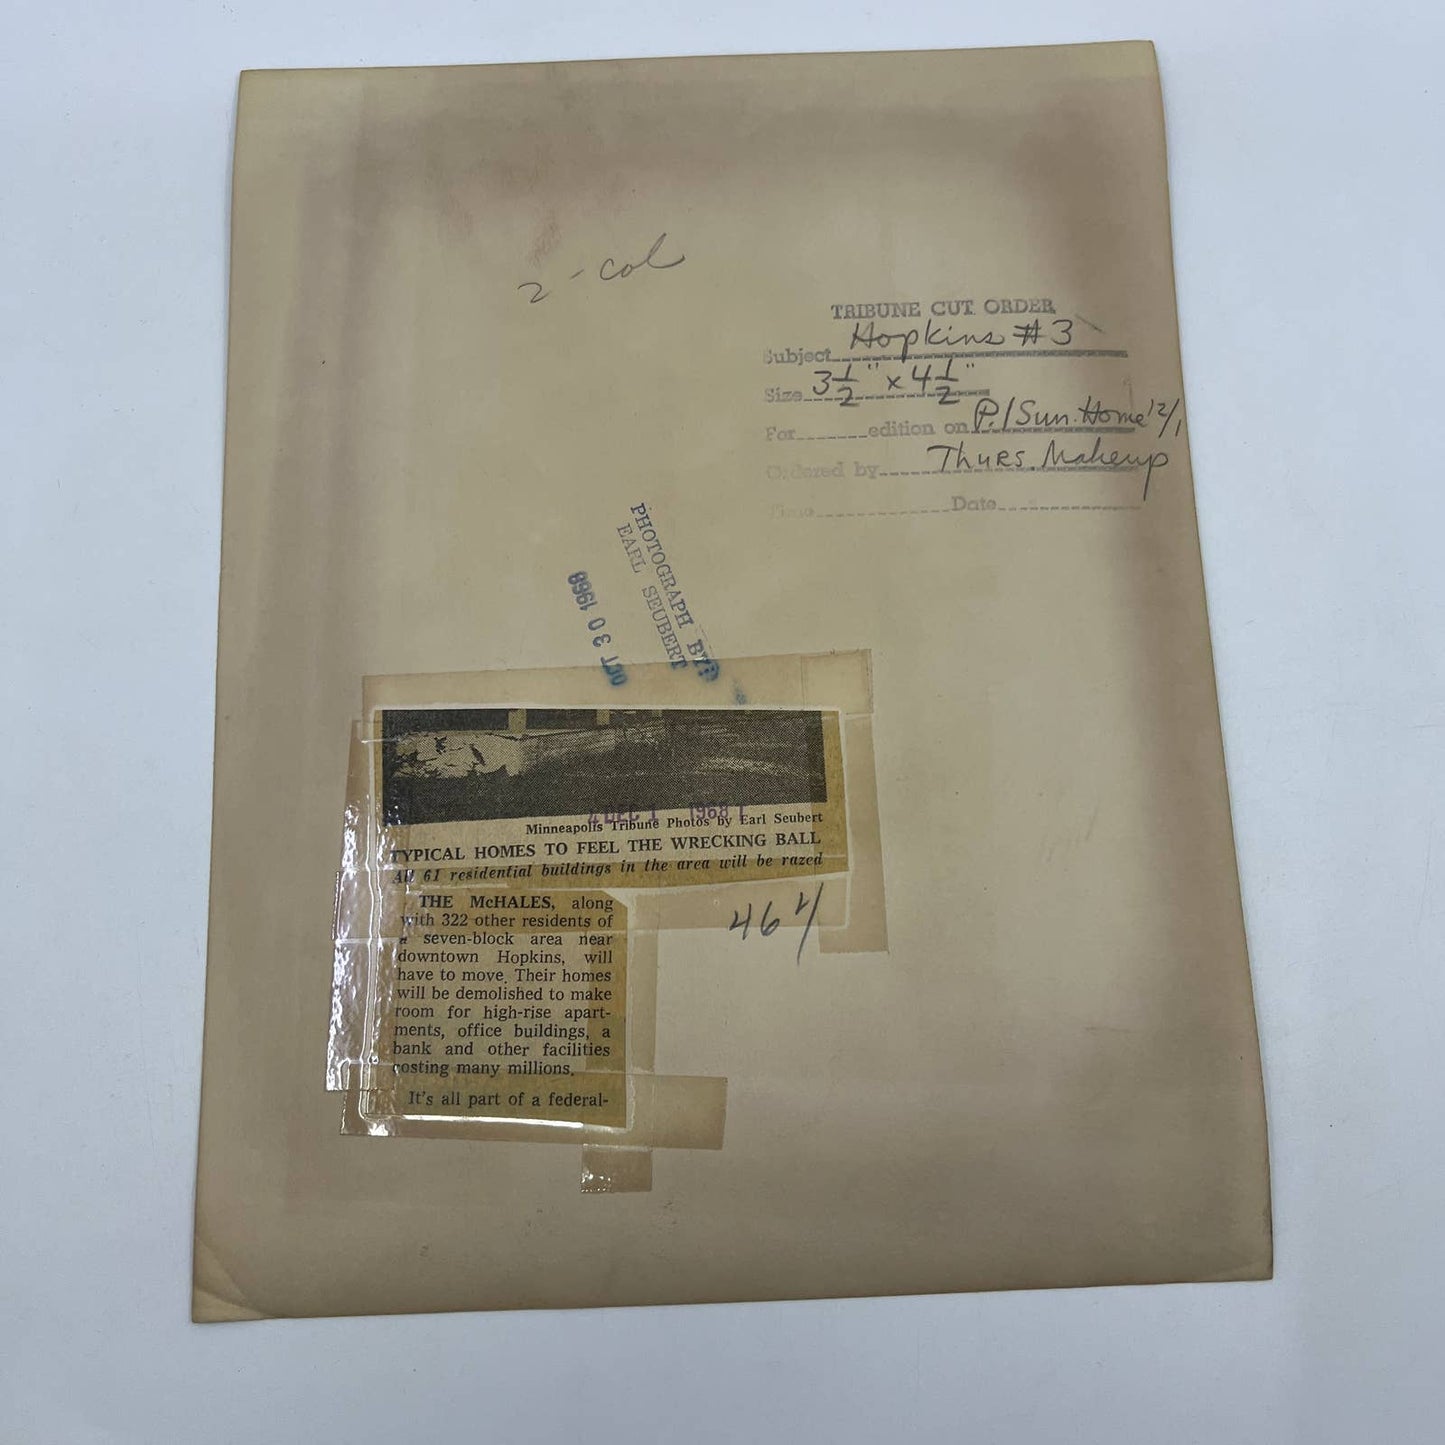 2-col
TRIBUNE CUT ORDER
Subject Hopkins #3
Size 3 1/2" x 4 1/2"
For edition on P.1 Sun. Home 12/1
Ordered by Thurs. Makeup
Time Date
PHOTOGRAPH BY:
EARL SEUBERT
OCT 30 1968
DEC 1 1968
Minneapolis Tribune Photos by Earl Seubert
TYPICAL HOMES TO FEEL THE WRECKING BALL
All 61 residential buildings in the area will be razed
464
THE McHALES, along
with 322 other residents of
a seven-block area near
downtown Hopkins, will
have to move. Their homes
will be demolished to make
room for high-rise apart-
ments, office buildings, a
bank and other facilities
costing many millions.
It's all part of a federal-